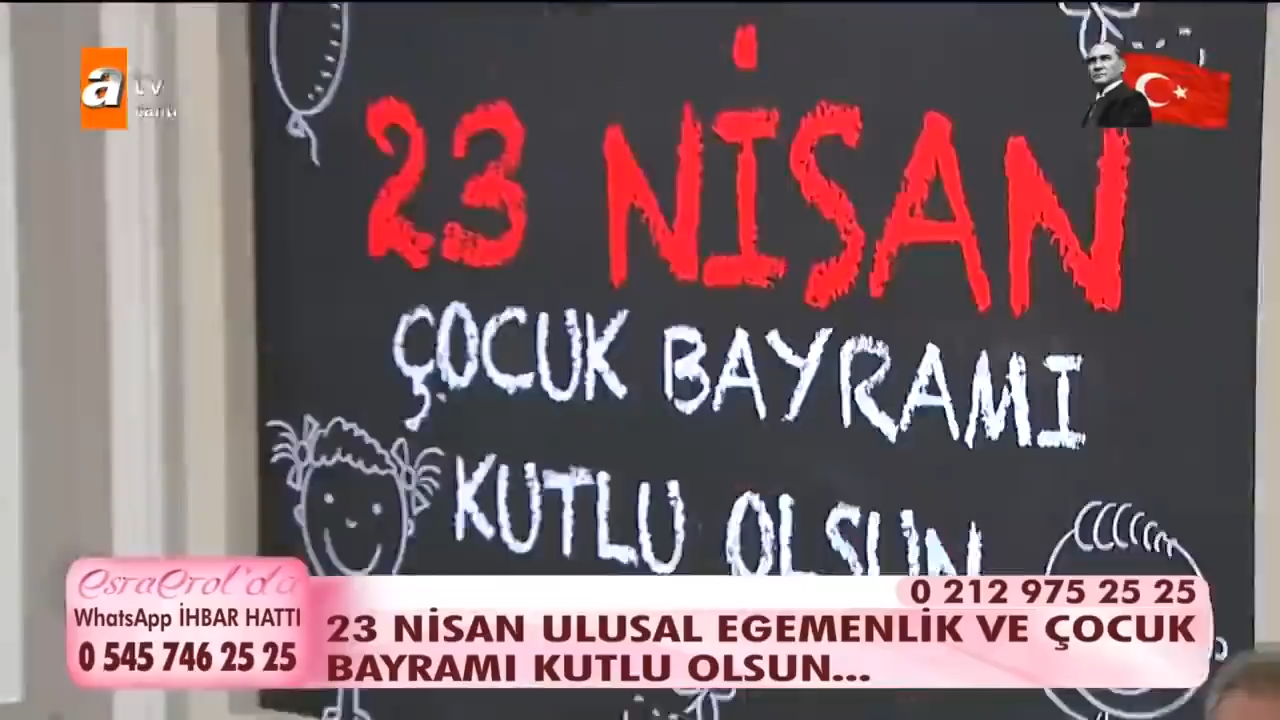 a tv
canlı
23 NİSAN
ÇOCUK BAYRAMI
KUTLU OLSUN
esraerol'da
WhatsApp İHBAR HATTI
0 545 746 25 25
0 212 975 25 25
23 NİSAN ULUSAL EGEMENLİK VE ÇOCUK
BAYRAMI KUTLU OLSUN...